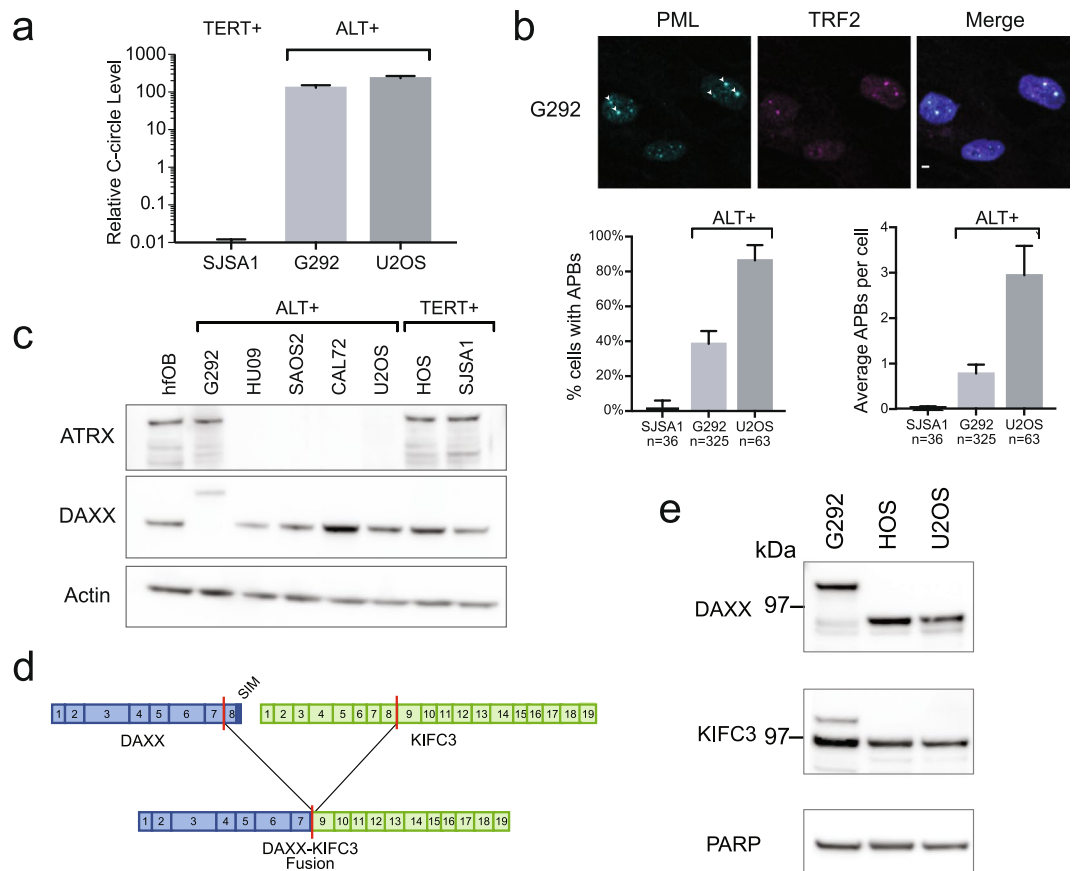 a
TERT+ ALT+
Relative C-circle Level
1000
100
10
1
0.1
0.01
SJSA1 G292 U2OS
b
PML TRF2 Merge
G292
ALT+
% cells with APBs
100%
80%
60%
40%
20%
0%
SJSA1 G292 U2OS
n=36 n=325 n=63
ALT+
Average APBs per cell
4
3
2
1
0
SJSA1 G292 U2OS
n=36 n=325 n=63
c
ALT+ TERT+
hfOB G292 HU09 SAOS2 CAL72 U2OS HOS SJSA1
ATRX
DAXX
Actin
d
SIM
1 2 3 4 5 6 7 8
DAXX
1 2 3 4 5 6 7 8 9 10 11 12 13 14 15 16 17 18 19
KIFC3
1 2 3 4 5 6 7 9 10 11 12 13 14 15 16 17 18 19
DAXX-KIFC3
Fusion
e
G292 HOS U2OS
kDa
DAXX 97
KIFC3 97
PARP